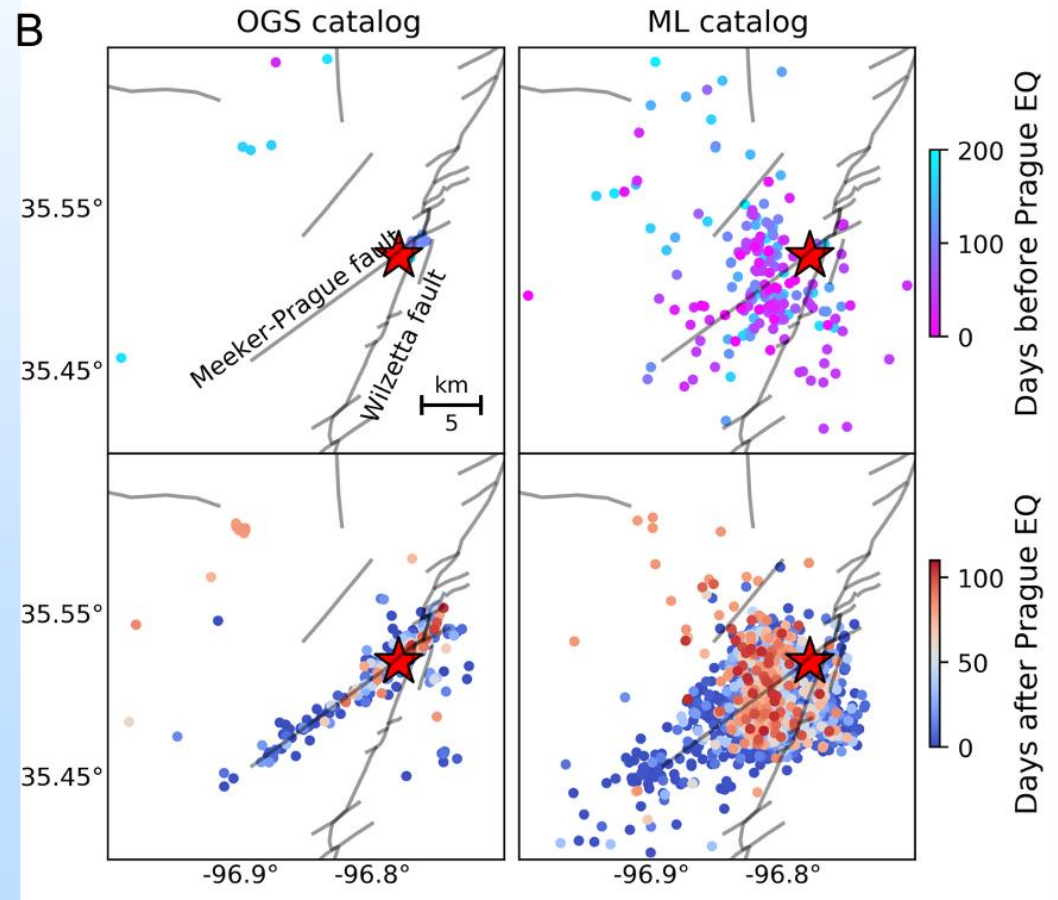 B
OGS catalog
ML catalog
35.55°
35.45°
Meeker-Prague fault
Wilzetta fault
km
5
200
100
0
Days before Prague EQ
35.55°
35.45°
100
50
0
Days after Prague EQ
-96.9°
-96.8°
-96.9°
-96.8°